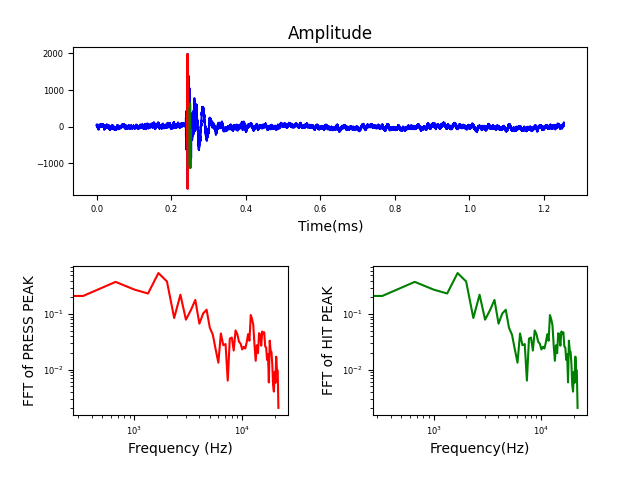 Amplitude
2000
1000
0
−1000
0.0 0.2 0.4 0.6 0.8 1.0 1.2
Time(ms)
FFT of PRESS PEAK
10⁻¹
10⁻²
10³ 10⁴
Frequency (Hz)
FFT of HIT PEAK
10⁻¹
10⁻²
10³ 10⁴
Frequency(Hz)